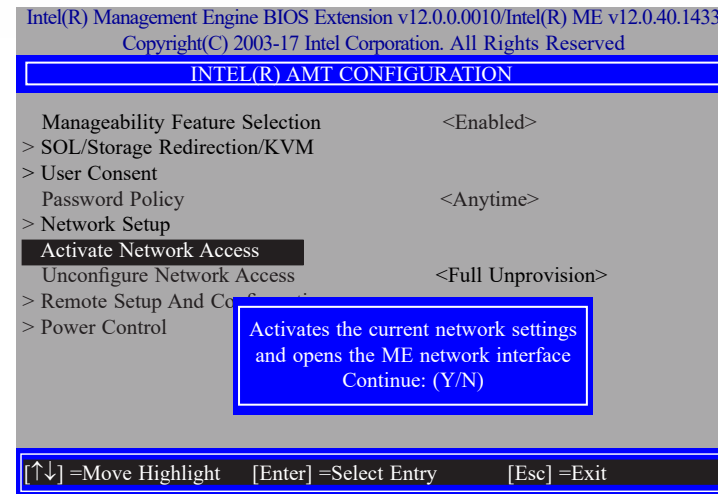 Intel(R) Management Engine BIOS Extension v12.0.0.0010/Intel(R) ME v12.0.40.1433
Copyright(C) 2003-17 Intel Corporation. All Rights Reserved
INTEL(R) AMT CONFIGURATION
Manageability Feature Selection <Enabled>
> SOL/Storage Redirection/KVM
> User Consent
Password Policy <Anytime>
> Network Setup
Activate Network Access
Unconfigure Network Access <Full Unprovision>
> Remote Setup And
> Power Control
Activates the current network settings
and opens the ME network interface
Continue: (Y/N)
[↑↓] =Move Highlight [Enter] =Select Entry [Esc] =Exit